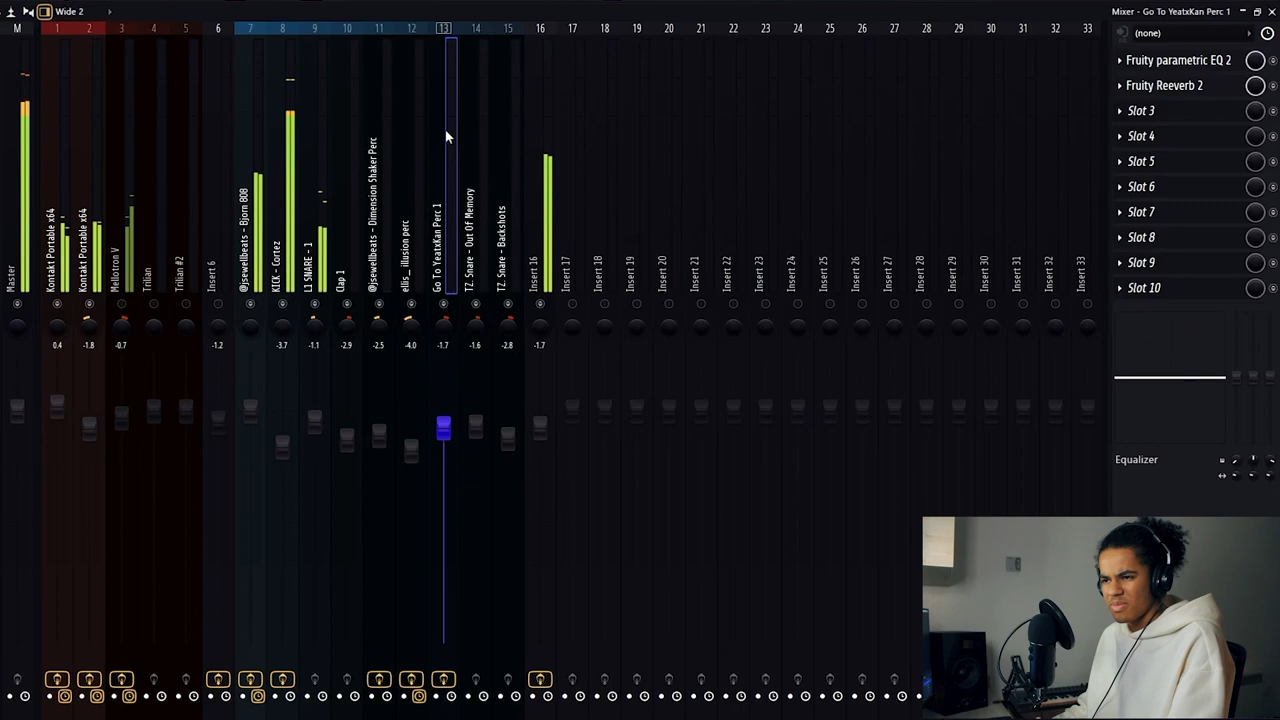 Wide 2
Mixer - Go To YeatxKan Perc 1
M 1 2 3 4 5 6 7 8 9 10 11 12 13 14 15 16 17 18 19 20 21 22 23 24 25 26 27 28 29 30 31 32 33
(none)
Fruity parametric EQ 2
Fruity Reeverb 2
Slot 3
Slot 4
Slot 5
Slot 6
Slot 7
Slot 8
Slot 9
Slot 10
Master
Kontakt Portable x64
Kontakt Portable x64
Mellotron V
Trilian
Trilian #2
Insert 6
@jsewellbeats - Bjorn 808
KICK - Cortez
L1 SNARE - 1
Clap 1
@jsewellbeats - Dimension Shaker Perc
ellis_ illusion perc
Go To YeatxKan Perc 1
TZ. Snare - Out Of Memory
TZ. Snare - Backshots
Insert 16
Insert 17
Insert 18
Insert 19
Insert 20
Insert 21
Insert 22
Insert 23
Insert 24
Insert 25
Insert 26
Insert 27
Insert 28
Insert 29
Insert 30
Insert 31
Insert 32
Insert 33
0.4 -1.8 -0.7 -1.2 -3.7 -1.1 -2.9 -2.5 -4.0 -1.7 -1.6 -2.8 -1.7
Equalizer